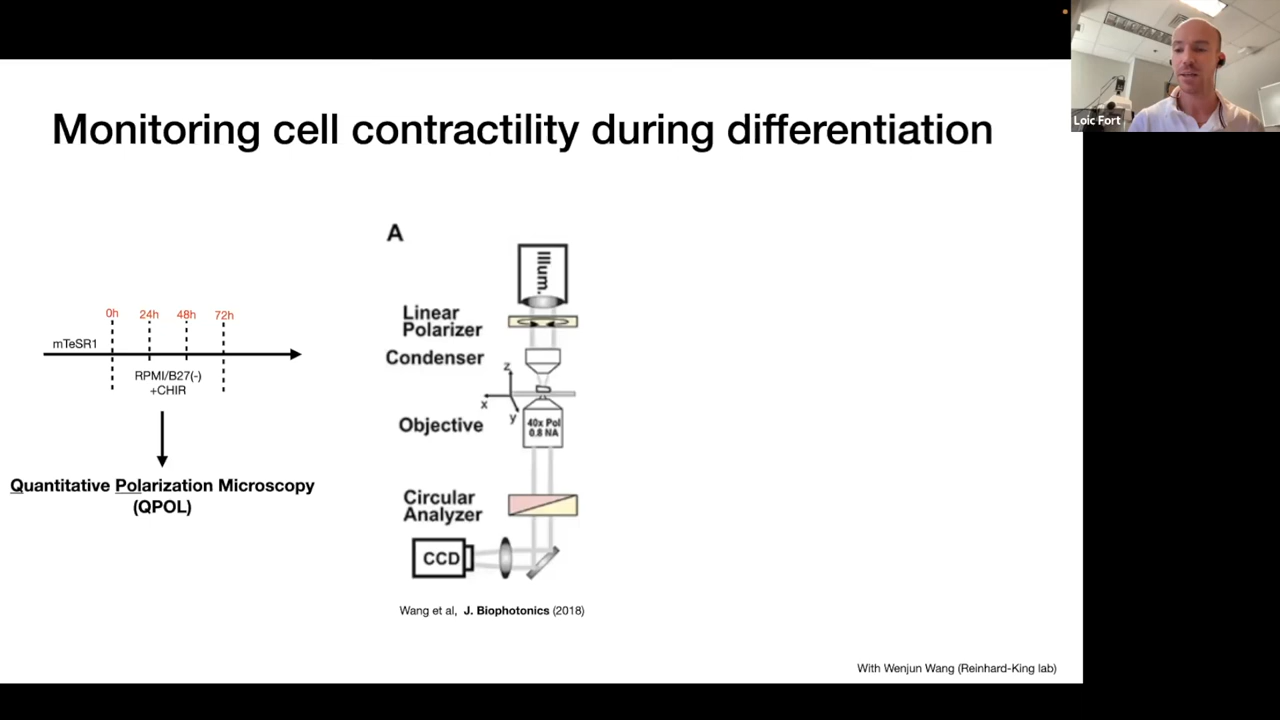 Loic Fort
Monitoring cell contractility during differentiation
0h 24h 48h 72h
mTeSR1
RPMI/B27(-)
+CHIR
Quantitative Polarization Microscopy
(QPOL)
A
Illum.
Linear
Polarizer
Condenser
z
x
y
Objective
40x Pol
0.8 NA
Circular
Analyzer
CCD
Wang et al, J. Biophotonics (2018)
With Wenjun Wang (Reinhard-King lab)